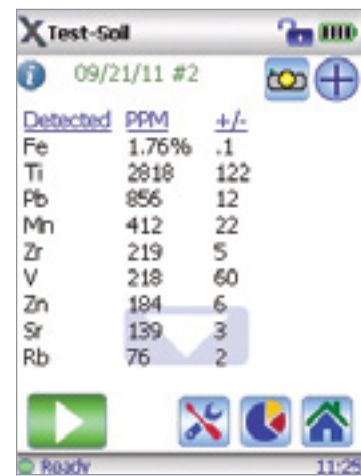 X Test-Soil
09/21/11 #2
Detected PPM +/-
Fe 1.76% .1
Ti 2818 122
Pb 856 12
Mn 412 22
Zr 219 5
V 218 60
Zn 184 6
Sr 139 3
Rb 76 2
Ready 11:25